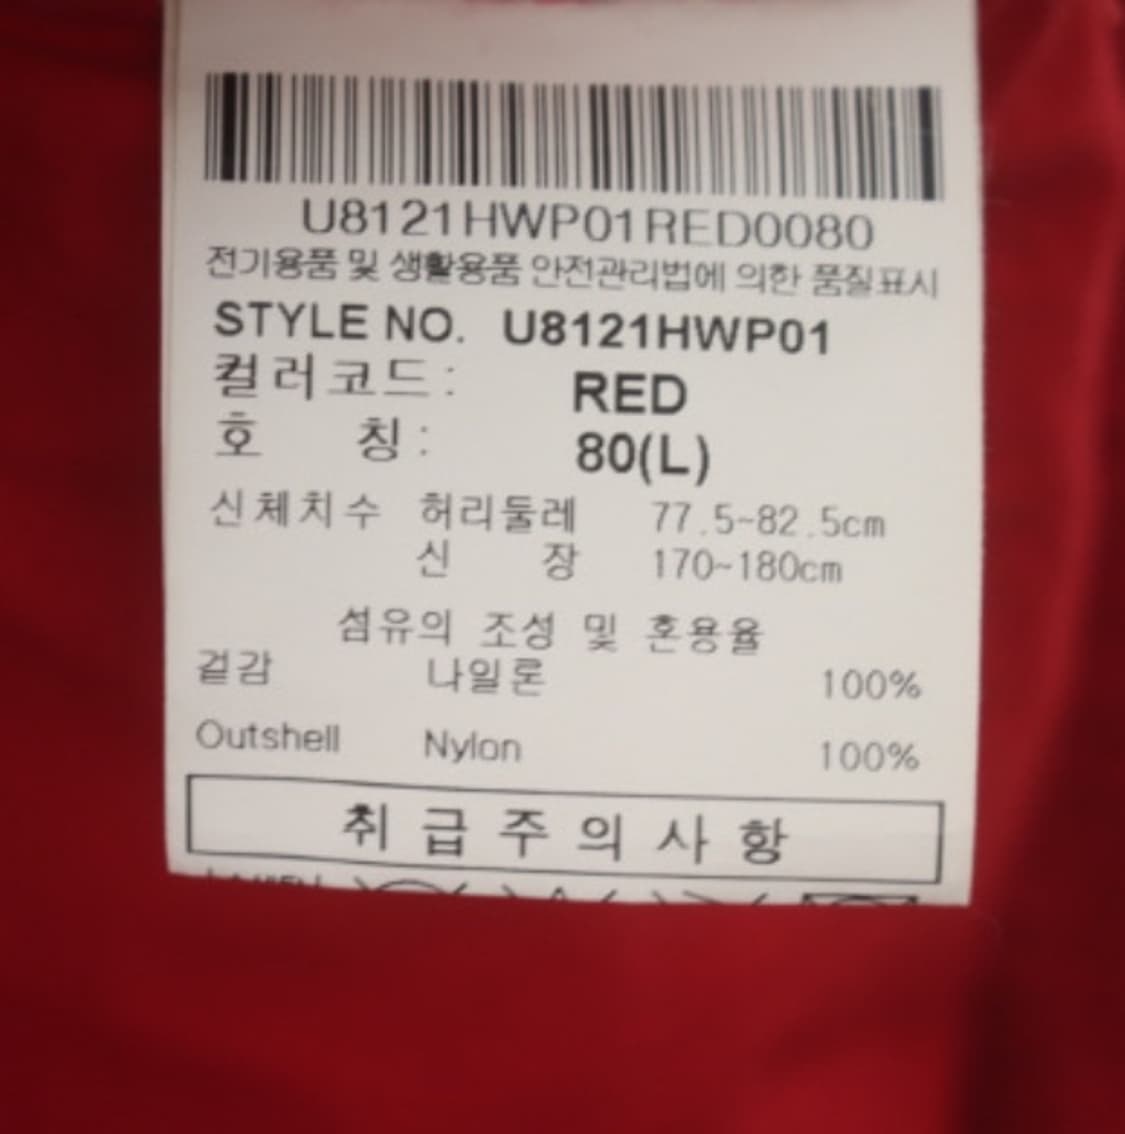 U8121HWP01RED0080
전기용품 및 생활용품 안전관리법에 의한 품질표시
STYLE NO. U8121HWP01
컬러코드: RED
호 칭: 80(L)
신체치수 허리둘레 77.5~82.5cm
신 장 170~180cm
섬유의 조성 및 혼용율
겉감 나일론 100%
Outshell Nylon 100%
취급주의사항